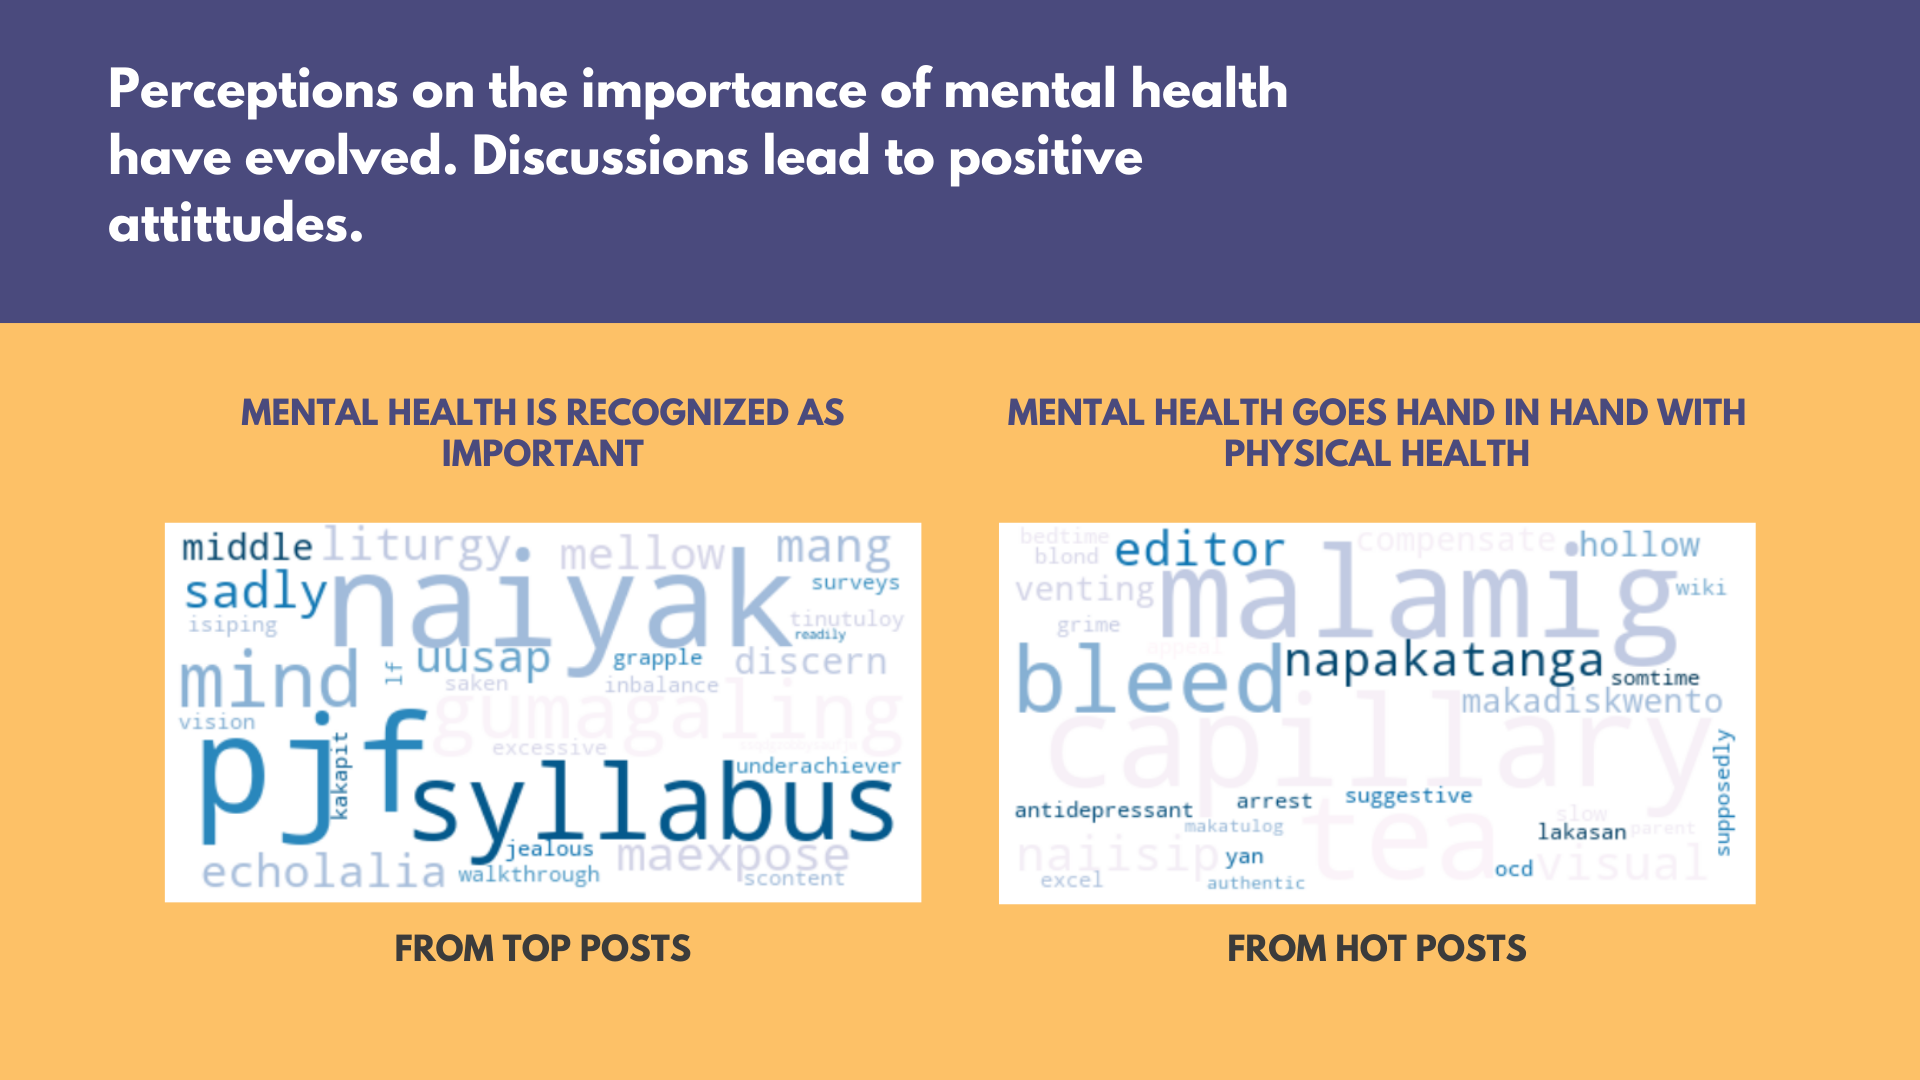 Perceptions on the importance of mental health
have evolved. Discussions lead to positive
attittudes.
MENTAL HEALTH IS RECOGNIZED AS
IMPORTANT
middle liturgy mellow mang
sadly naiyak surveys
isiping tinutuloy
readily
mind lf uusap grapple discern
saken inbalance
vision gumagaling
excessive
pjf kakapit underachiever
syllabus
jealous maexpose
echolalia walkthrough scontent
FROM TOP POSTS
MENTAL HEALTH GOES HAND IN HAND WITH
PHYSICAL HEALTH
bedtime editor compensate hollow
blond
venting malamig wiki
grime
appeal
bleed napakatanga somtime
makadiskwento
capillary supposedly
antidepressant arrest suggestive
makatulog tea slow
lakasan parent
naiisip yan visual
excel authentic ocd
FROM HOT POSTS